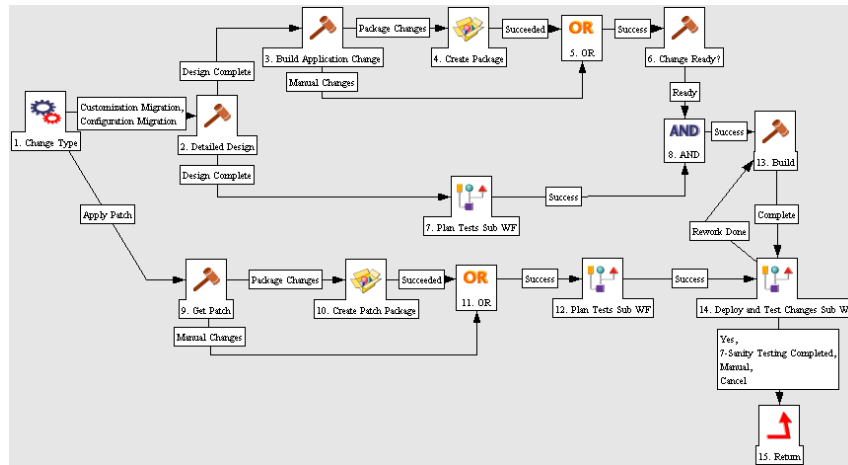 Package Changes
Succeeded
OR
Success
3. Build Application Change
4. Create Package
5. OR
6. Change Ready?
Manual Changes
Design Complete
Ready
Customization Migration,
Configuration Migration
1. Change Type
2. Detailed Design
AND
Success
8. AND
13. Build
Design Complete
Success
7. Plan Tests Sub WF
Apply Patch
Complete
Rework Done
Package Changes
Succeeded
OR
Success
Success
9. Get Patch
10. Create Patch Package
11. OR
12. Plan Tests Sub WF
14. Deploy and Test Changes Sub W
Manual Changes
Yes,
7-Sanity Testing Completed,
Manual,
Cancel
15. Return